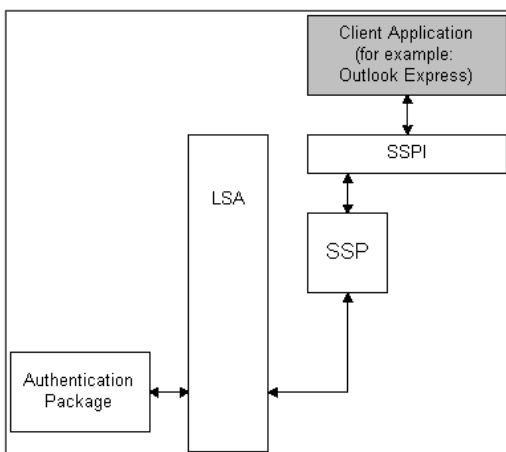 Client Application
(for example:
Outlook Express)
SSPI
LSA
SSP
Authentication
Package